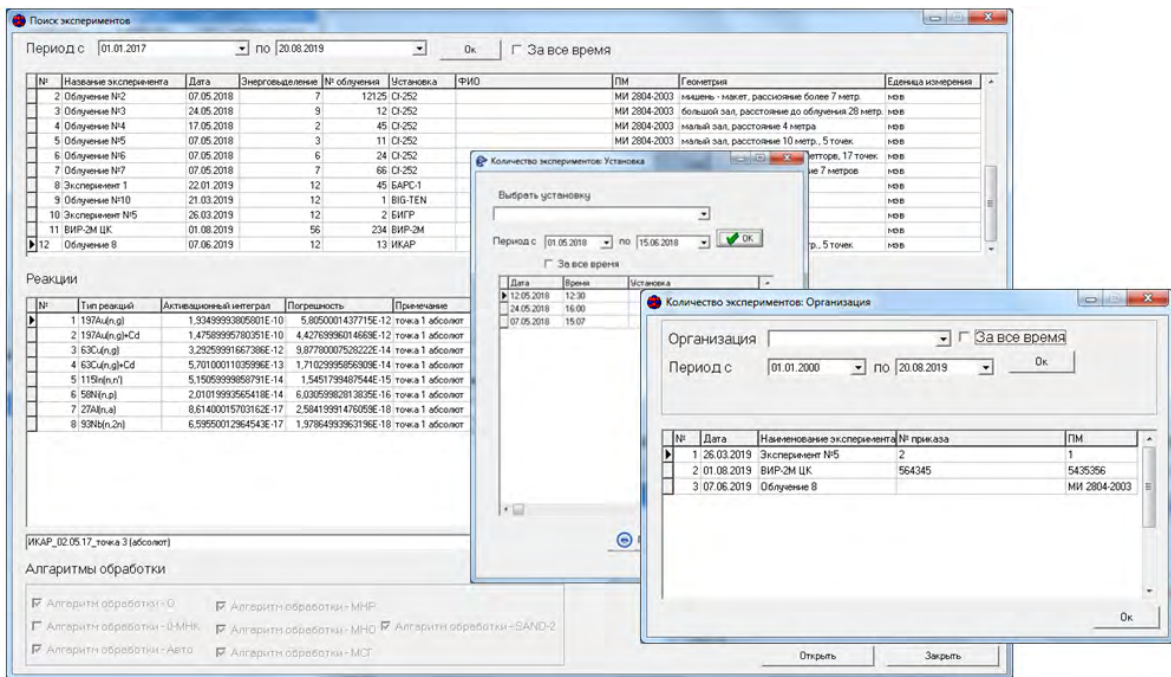 Поиск экспериментов
Период с 01.01.2017 по 20.08.2019 Ок За все время
№ Название эксперимента Дата Энерговыделение № облучения Установка ФИО ПМ Геометрия Еденица измерения
2 Облучение №2 07.05.2018 7 12125 Cf-252 МИ 2804-2003 мишень - макет, рассиояние более 7 метр. мэв
3 Облучение №3 24.05.2018 9 12 Cf-252 МИ 2804-2003 большой зал, расстояние до облучения 28 метр. мэв
4 Облучение №4 17.05.2018 2 45 Cf-252 МИ 2804-2003 малый зал, расстояние 4 метра мэв
5 Облучение №5 07.05.2018 3 11 Cf-252 МИ 2804-2003 малый зал, расстояние 10 метр., 5 точек. мэв
6 Облучение №6 07.05.2018 6 24 Cf-252 17 точек. мэв
7 Облучение №7 07.05.2018 7 66 Cf-252 7 метров мэв
8 Эксперимент 1 22.01.2019 12 45 БАРС-1 мэв
9 Облучение №10 21.03.2019 12 1 BIG-TEN мэв
10 Эксперимент №5 26.03.2019 12 2 БИГР мэв
11 ВИР-2М ЦК 01.08.2019 56 234 ВИР-2М мэв
12 Облучение 8 07.06.2019 12 13 ИКАР 5 точек. мэв
Реакции
№ Тип реакций Активационный интеграл Погрешность Примечание
1 197Au(n,g) 1,93499993805801E-10 5,8050001437715E-12 точка 1 абсолют
2 197Au(n,g)+Cd 1,47589995780351E-10 4,42769996014669E-12 точка 1 абсолют
3 63Cu(n,g) 3,29259991667386E-12 9,87780007528222E-14 точка 1 абсолют
4 63Cu(n,g)+Cd 5,70100011035996E-13 1,71029995856909E-14 точка 1 абсолют
5 115In(n,n') 5,15059999858791E-14 1,5451799487544E-15 точка 1 абсолют
6 58Ni(n,p) 2,01019993565418E-14 6,03059982813835E-16 точка 1 абсолют
7 27Al(n,a) 8,61400015703162E-17 2,58419991476059E-18 точка 1 абсолют
8 93Nb(n,2n) 6,59550012964543E-17 1,97864993963196E-18 точка 1 абсолют
ИКАР_02.05.17_точка 3 (абсолют)
Алгоритмы обработки
Алгоритм обработки - 0 Алгоритм обработки - МНР
Алгоритм обработки - 0-МНК Алгоритм обработки - МНО Алгоритм обработки - SAND-2
Алгоритм обработки - Авто Алгоритм обработки - МСГ
Открыть Закрыть
Количество экспериментов: Установка
Выбрать установку
Период с 01.05.2018 по 15.06.2018 ОК
За все время
Дата Время Установка
12.05.2018 12:30
24.05.2018 16:00
07.05.2018 15:07
Количество экспериментов: Организация
Организация За все время
Период с 01.01.2000 по 20.08.2019 Ок
№ Дата Наименование эксперимента № приказа ПМ
1 26.03.2019 Эксперимент №5 2 1
2 01.08.2019 ВИР-2М ЦК 564345 5435356
3 07.06.2019 Облучение 8 МИ 2804-2003
Ок